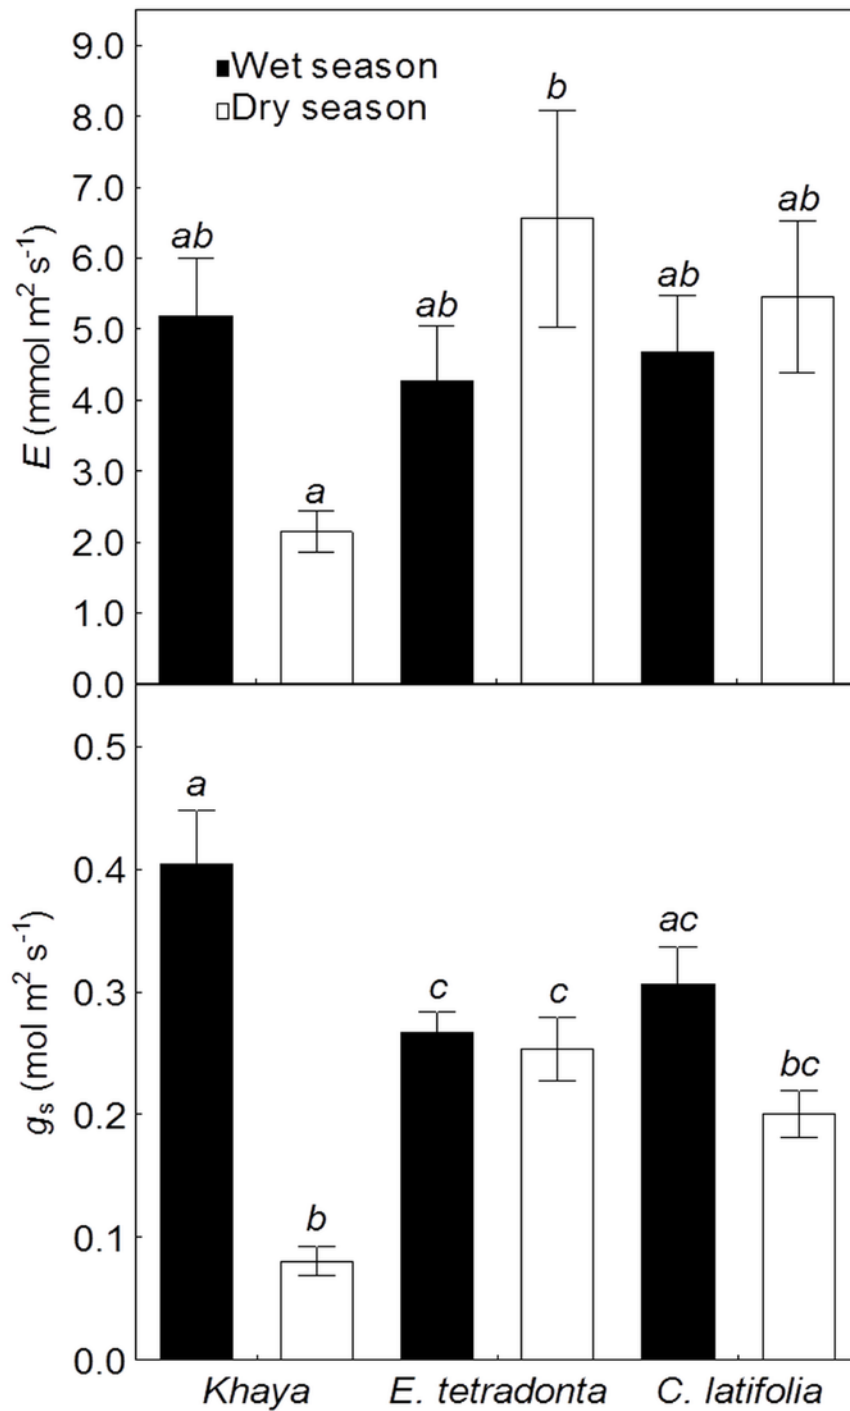 9.0
8.0
7.0
6.0
5.0
4.0
3.0
2.0
1.0
0.0
E (mmol m² s⁻¹)
Wet season
Dry season
ab
a
ab
b
ab
ab
0.5
0.4
0.3
0.2
0.1
0.0
gₛ (mol m² s⁻¹)
a
b
c
c
ac
bc
Khaya E. tetradonta C. latifolia